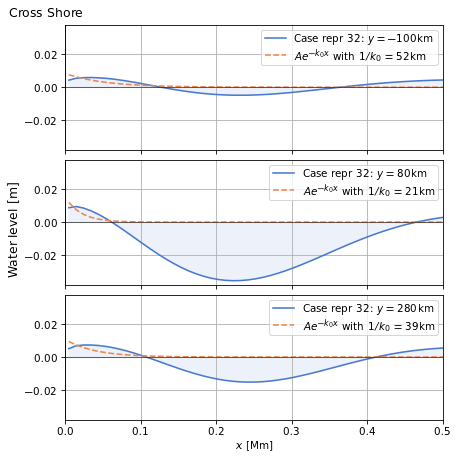 Cross Shore
Case repr 32: y = −100km
Ae^{−k₀x} with 1/k₀ = 52km
0.02
0.00
−0.02
Case repr 32: y = 80km
Ae^{−k₀x} with 1/k₀ = 21km
0.02
0.00
−0.02
Water level [m]
Case repr 32: y = 280km
Ae^{−k₀x} with 1/k₀ = 39km
0.02
0.00
−0.02
0.0 0.1 0.2 0.3 0.4 0.5
x [Mm]